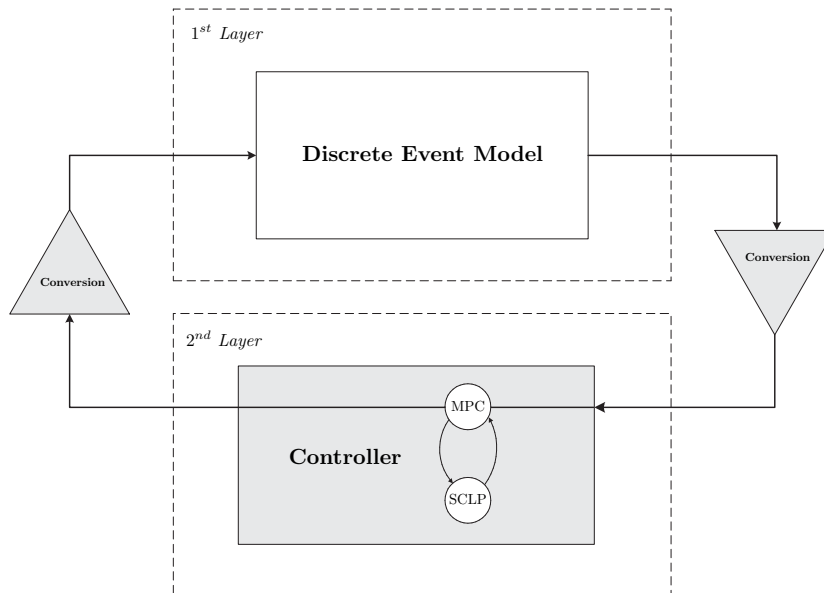 1st Layer
Discrete Event Model
Conversion
Conversion
2nd Layer
MPC
Controller
SCLP